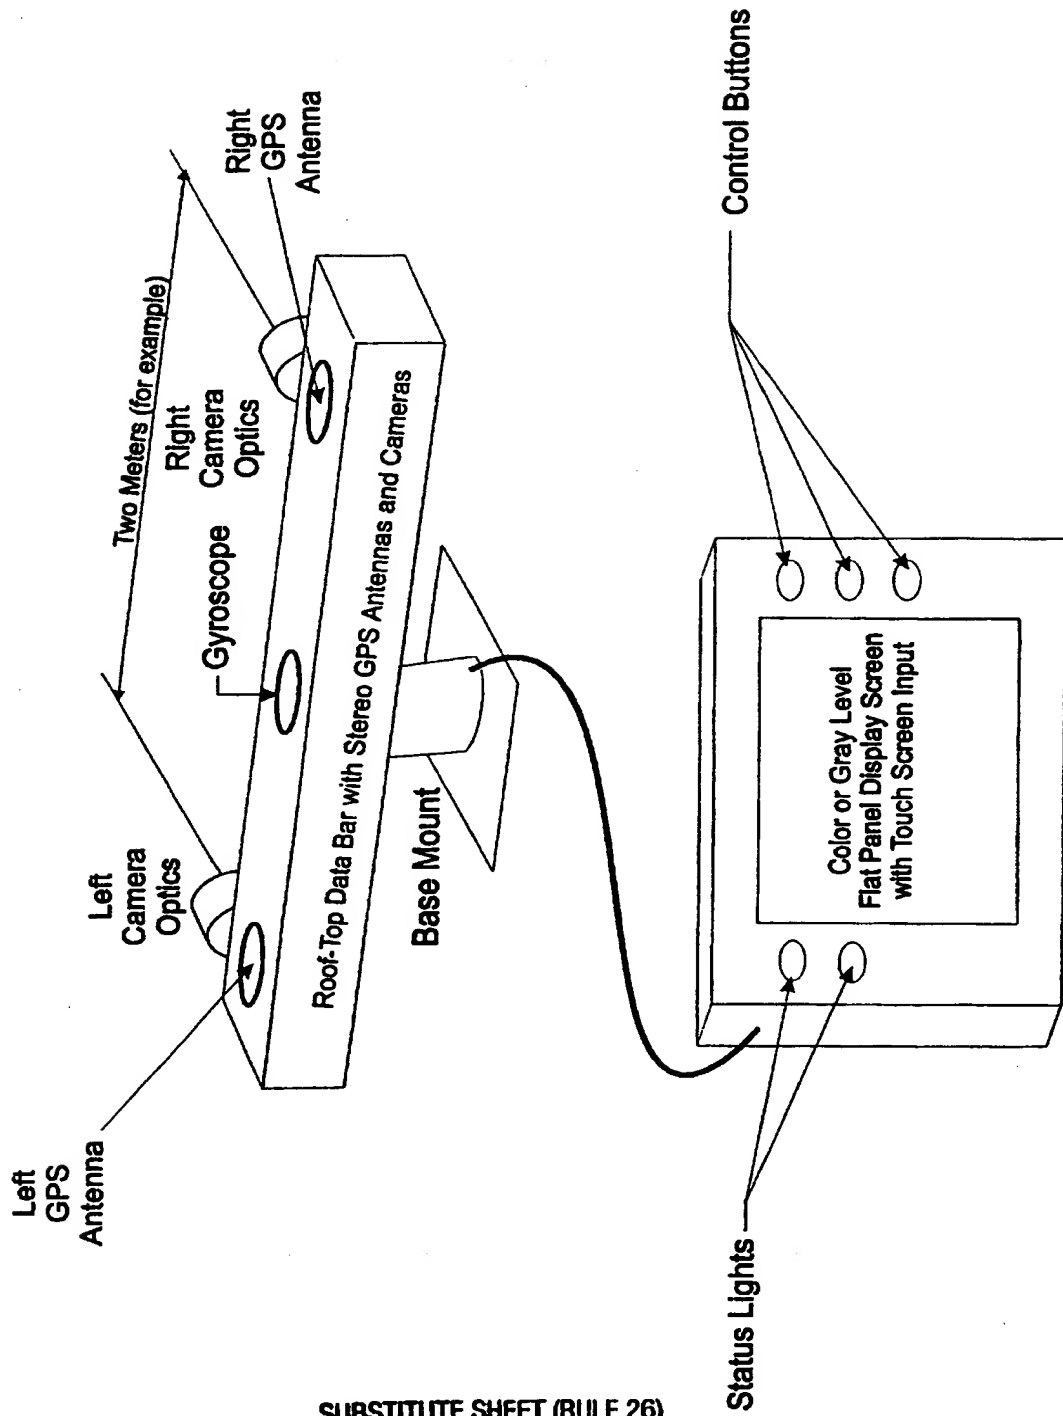 Left
GPS
Antenna
Left
Camera
Optics
Two Meters (for example)
Gyroscope
Right
Camera
Optics
Right
GPS
Antenna
Roof-Top Data Bar with Stereo GPS Antennas and Cameras
Base Mount
Status Lights
Color or Gray Level
Flat Panel Display Screen
with Touch Screen Input
Control Buttons
SUBSTITUTE SHEET (RULE 26)